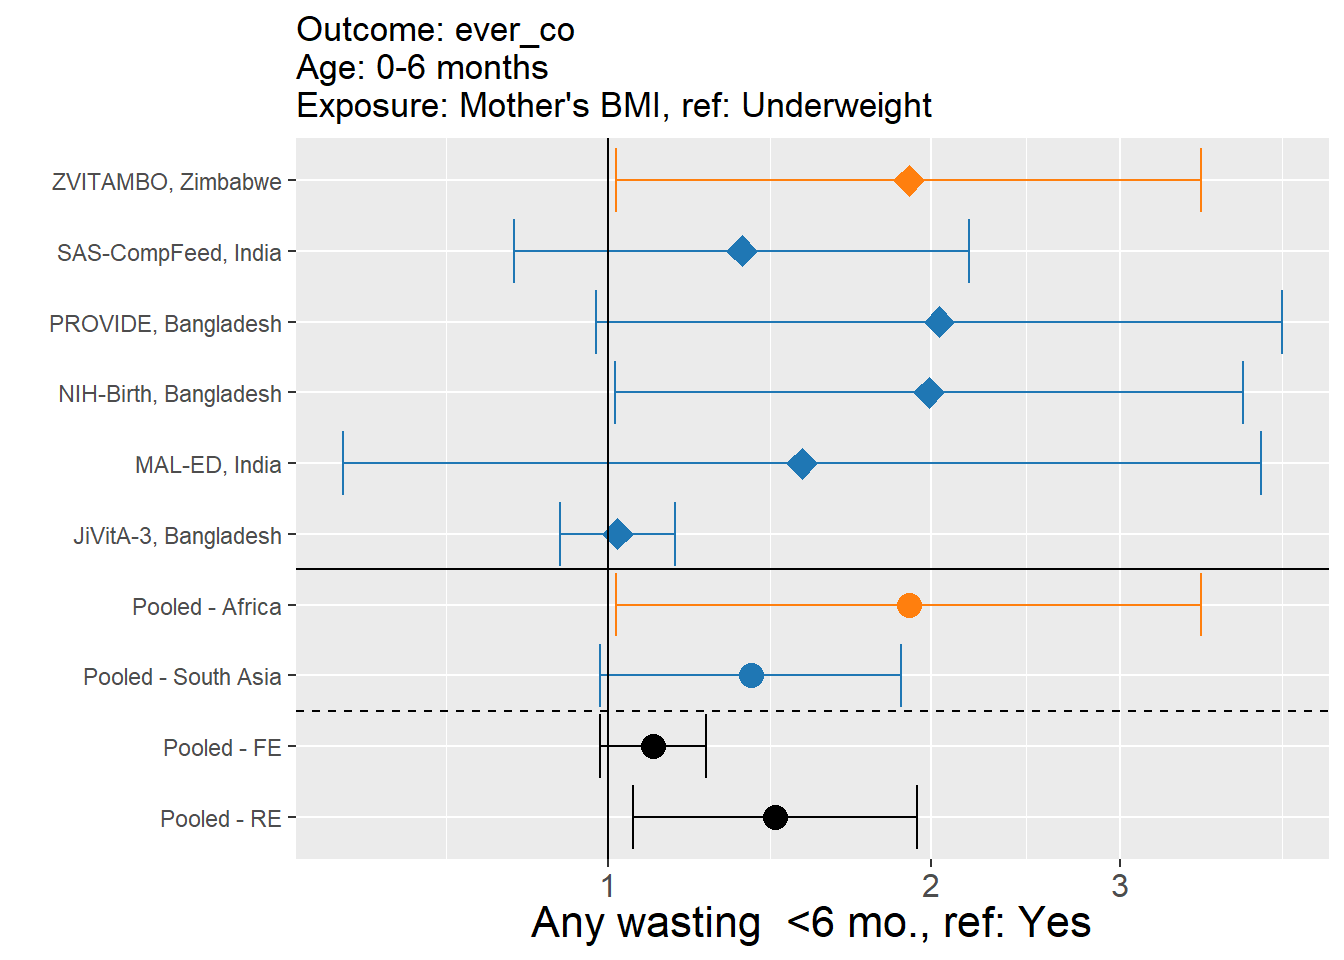 Outcome: ever_co
Age: 0-6 months
Exposure: Mother's BMI, ref: Underweight
ZVITAMBO, Zimbabwe
SAS-CompFeed, India
PROVIDE, Bangladesh
NIH-Birth, Bangladesh
MAL-ED, India
JiVitA-3, Bangladesh
Pooled - Africa
Pooled - South Asia
Pooled - FE
Pooled - RE
1 2 3
Any wasting  <6 mo., ref: Yes